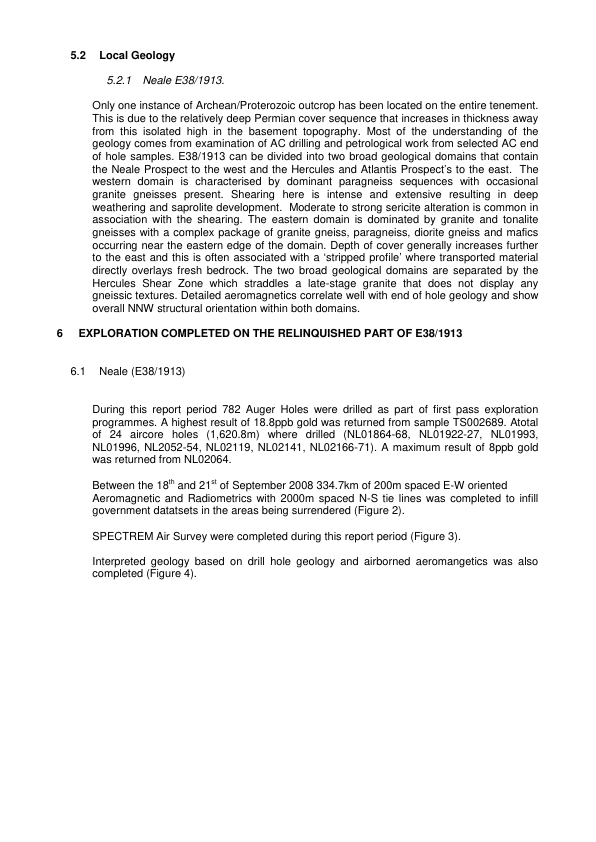 5.2 Local Geology
5.2.1 Neale E38/1913.
Only one instance of Archean/Proterozoic outcrop has been located on the entire tenement.
This is due to the relatively deep Permian cover sequence that increases in thickness away
from this isolated high in the basement topography. Most of the understanding of the
geology comes from examination of AC drilling and petrological work from selected AC end
of hole samples. E38/1913 can be divided into two broad geological domains that contain
the Neale Prospect to the west and the Hercules and Atlantis Prospect's to the east. The
western domain is characterised by dominant paragneiss sequences with occasional
granite gneisses present. Shearing here is intense and extensive resulting in deep
weathering and saprolite development. Moderate to strong sericite alteration is common in
association with the shearing. The eastern domain is dominated by granite and tonalite
gneisses with a complex package of granite gneiss, paragneiss, diorite gneiss and mafics
occurring near the eastern edge of the domain. Depth of cover generally increases further
to the east and this is often associated with a 'stripped profile' where transported material
directly overlays fresh bedrock. The two broad geological domains are separated by the
Hercules Shear Zone which straddles a late-stage granite that does not display any
gneissic textures. Detailed aeromagnetics correlate well with end of hole geology and show
overall NNW structural orientation within both domains.
6 EXPLORATION COMPLETED ON THE RELINQUISHED PART OF E38/1913
6.1 Neale (E38/1913)
During this report period 782 Auger Holes were drilled as part of first pass exploration
programmes. A highest result of 18.8ppb gold was returned from sample TS002689. Atotal
of 24 aircore holes (1,620.8m) where drilled (NL01864-68, NL01922-27, NL01993,
NL01996, NL2052-54, NL02119, NL02141, NL02166-71). A maximum result of 8ppb gold
was returned from NL02064.
Between the 18th and 21st of September 2008 334.7km of 200m spaced E-W oriented
Aeromagnetic and Radiometrics with 2000m spaced N-S tie lines was completed to infill
government datatsets in the areas being surrendered (Figure 2).
SPECTREM Air Survey were completed during this report period (Figure 3).
Interpreted geology based on drill hole geology and airborned aeromangetics was also
completed (Figure 4).